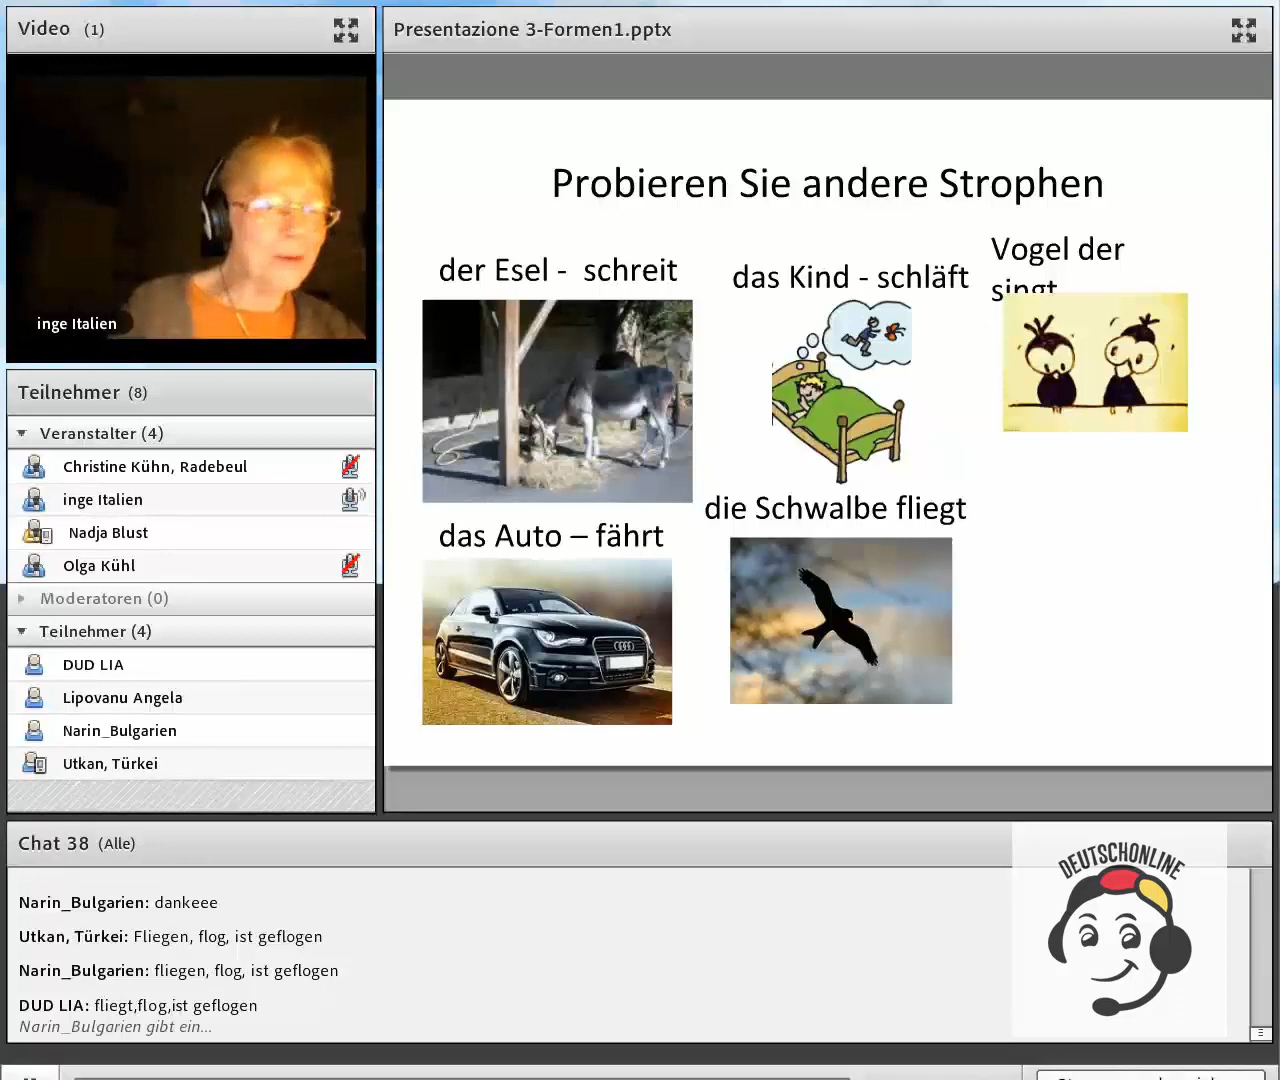 Video (1)
inge Italien
Teilnehmer (8)
Veranstalter (4)
Christine Kühn, Radebeul
inge Italien
Nadja Blust
Olga Kühl
Moderatoren (0)
Teilnehmer (4)
DUD LIA
Lipovanu Angela
Narin_Bulgarien
Utkan, Türkei
Presentazione 3-Formen1.pptx
Probieren Sie andere Strophen
der Esel - schreit
das Kind - schläft
Vogel der
singt
das Auto – fährt
die Schwalbe fliegt
Chat 38 (Alle)
Narin_Bulgarien: dankeee
Utkan, Türkei: Fliegen, flog, ist geflogen
Narin_Bulgarien: fliegen, flog, ist geflogen
DUD LIA: fliegt,flog,ist geflogen
Narin_Bulgarien gibt ein...
DEUTSCHONLINE